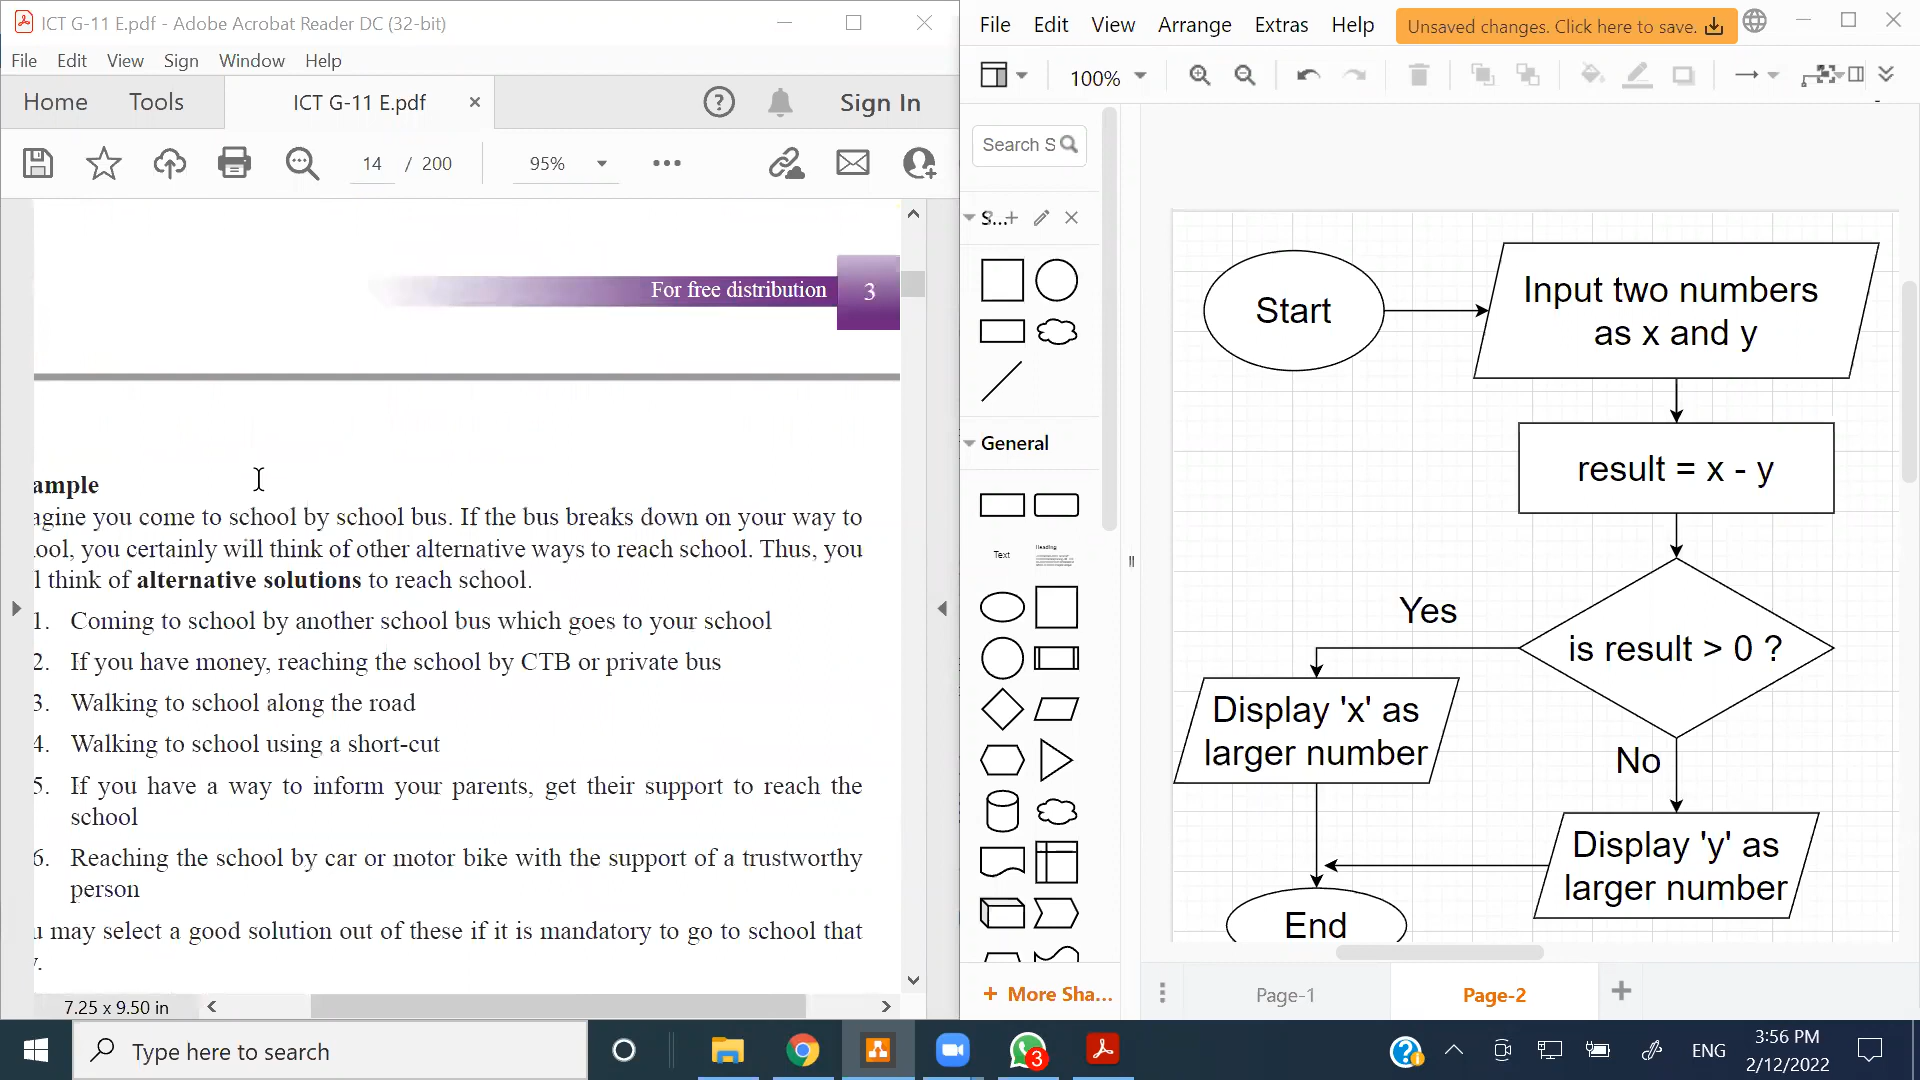 ICT G-11 E.pdf - Adobe Acrobat Reader DC (32-bit)
File Edit View Sign Window Help
Home Tools ICT G-11 E.pdf Sign In
14 / 200 95%
For free distribution 3
ample
agine you come to school by school bus. If the bus breaks down on your way to
ool, you certainly will think of other alternative ways to reach school. Thus, you
l think of alternative solutions to reach school.
1. Coming to school by another school bus which goes to your school
2. If you have money, reaching the school by CTB or private bus
3. Walking to school along the road
4. Walking to school using a short-cut
5. If you have a way to inform your parents, get their support to reach the
school
6. Reaching the school by car or motor bike with the support of a trustworthy
person
u may select a good solution out of these if it is mandatory to go to school that
y.
7.25 x 9.50 in
File Edit View Arrange Extras Help Unsaved changes. Click here to save.
100%
Search S
S...
General
Text Heading
More Sha...
Start
Input two numbers
as x and y
result = x - y
is result > 0 ?
Yes
Display 'x' as
larger number
No
Display 'y' as
larger number
End
Page-1 Page-2
Type here to search
3
ENG
3:56 PM
2/12/2022